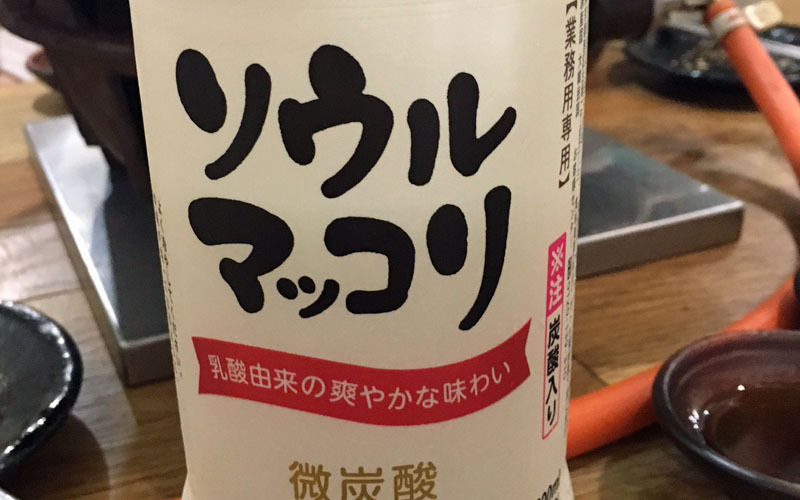 ソウル
マッコリ
乳酸由来の爽やかな味わい
微炭酸
【業務用専用】
※注 炭酸入り